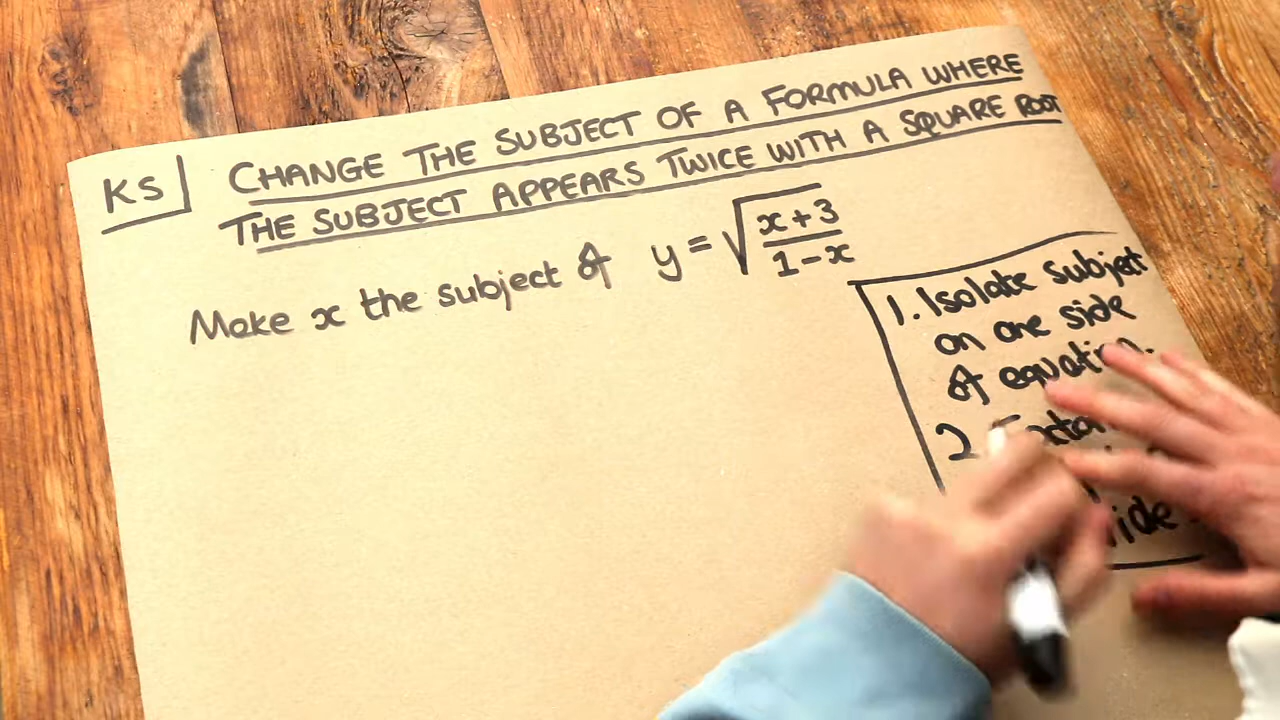 KS
CHANGE THE SUBJECT OF A FORMULA WHERE
THE SUBJECT APPEARS TWICE WITH A SQUARE ROOT
Make x the subject of y = √((x + 3)/(1 - x))
1. Isolate subject
on one side
of equation.
2.